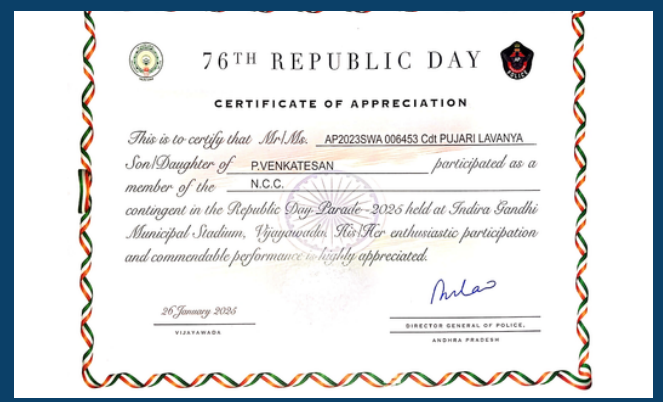 76TH REPUBLIC DAY
POLICE
CERTIFICATE OF APPRECIATION
This is to certify that Mr/Ms. AP2023SWA 006453 Cdt PUJARI LAVANYA
Son/Daughter of P.VENKATESAN participated as a
member of the N.C.C.
contingent in the Republic Day Parade -2025 held at Indira Gandhi
Municipal Stadium, Vijayawada. His/Her enthusiastic participation
and commendable performance is highly appreciated.
26 January 2025
VIJAYAWADA
DIRECTOR GENERAL OF POLICE,
ANDHRA PRADESH